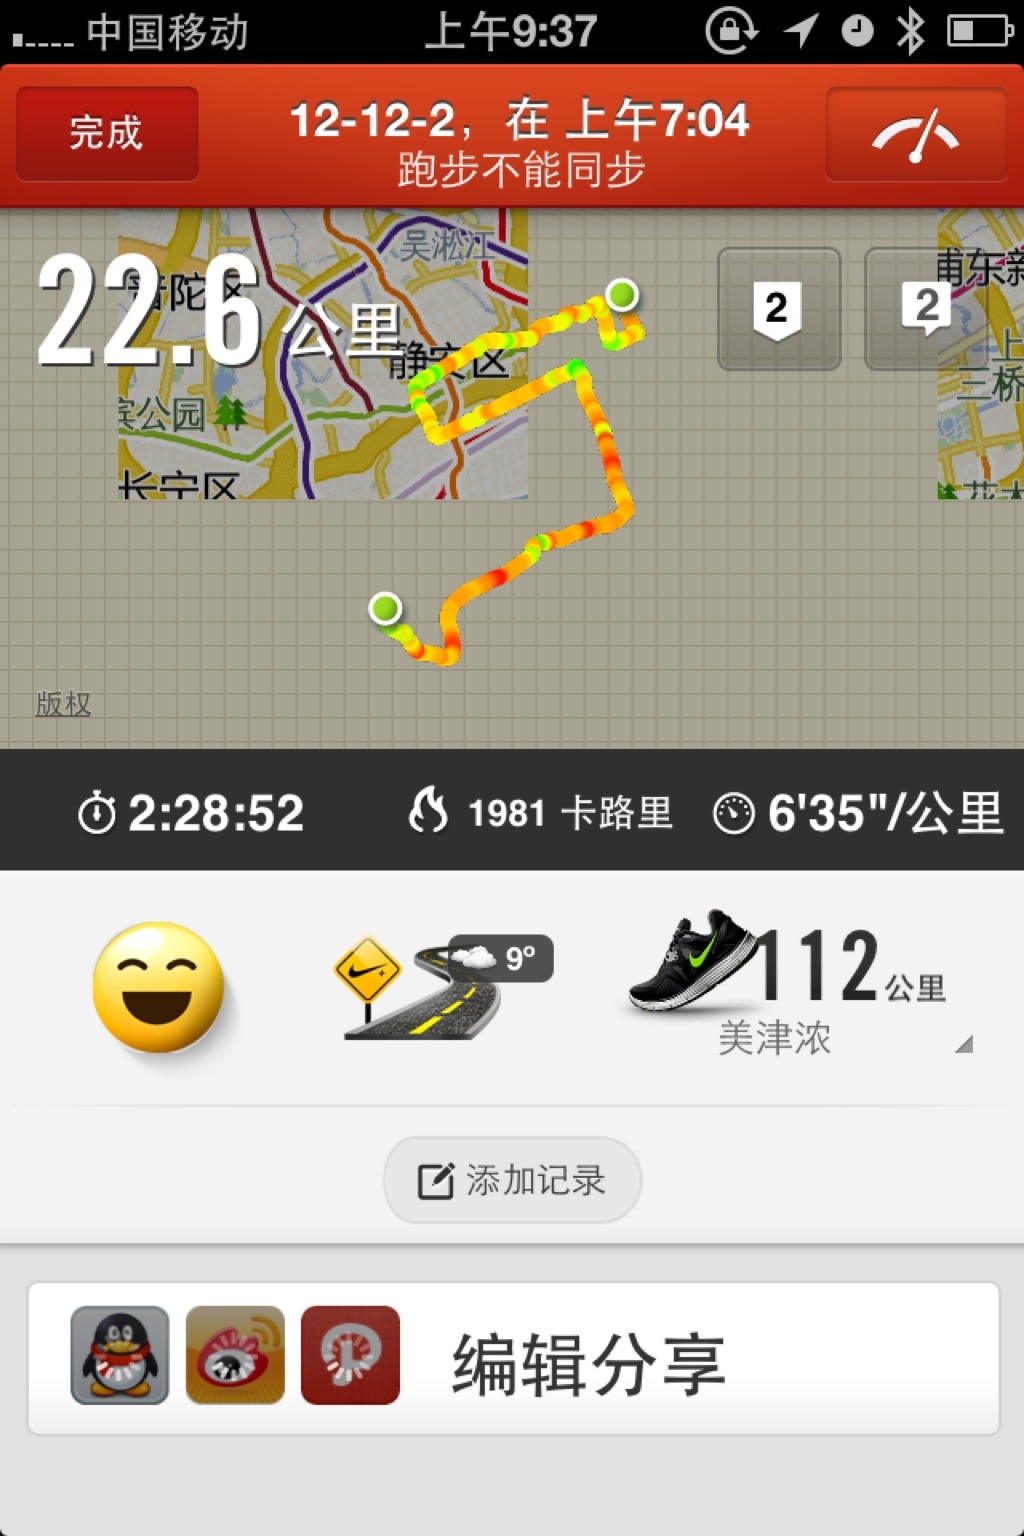 中国移动 上午9:37
完成
12-12-2，在 上午7:04
跑步不能同步
22.6 公里
吴淞江
普陀区
静安区
滨公园
长宁区
2
2
浦东新
上
三桥
花木
版权
2:28:52
1981 卡路里
6'35"/公里
9°
112 公里
美津浓
添加记录
编辑分享